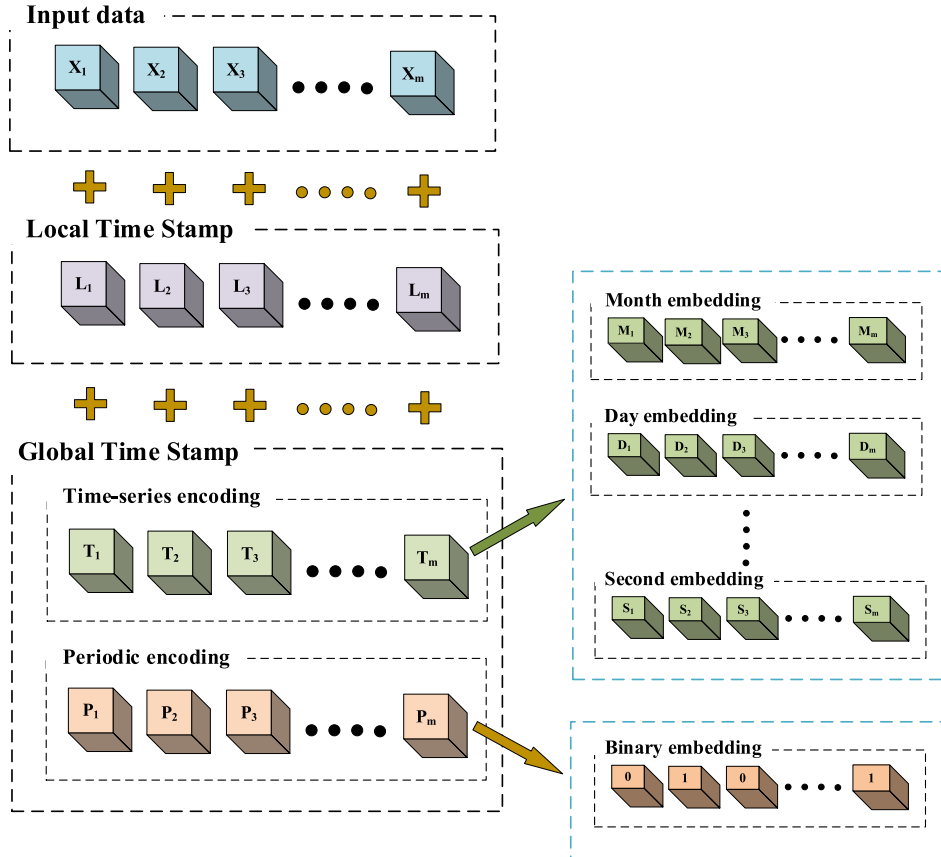 Input data
X1 X2 X3 Xm
Local Time Stamp
L1 L2 L3 Lm
Global Time Stamp
Time-series encoding
T1 T2 T3 Tm
Periodic encoding
P1 P2 P3 Pm
Month embedding
M1 M2 M3 Mm
Day embedding
D1 D2 D3 Dm
Second embedding
S1 S2 S3 Sm
Binary embedding
0 1 0 1